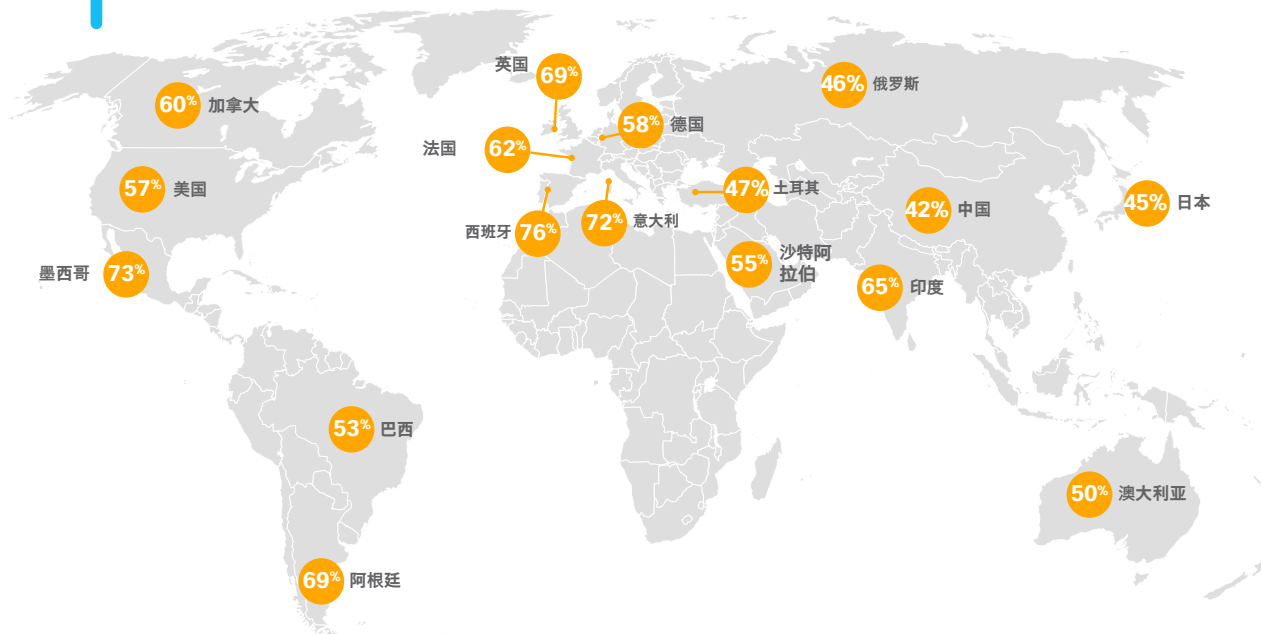 英国
69%
46%
俄罗斯
60%
加拿大
58%
德国
法国
62%
57%
美国
47%
土耳其
42%
中国
45%
日本
西班牙
76%
72%
意大利
墨西哥
73%
55%
沙特阿
拉伯
65%
印度
53%
巴西
50%
澳大利亚
69%
阿根廷